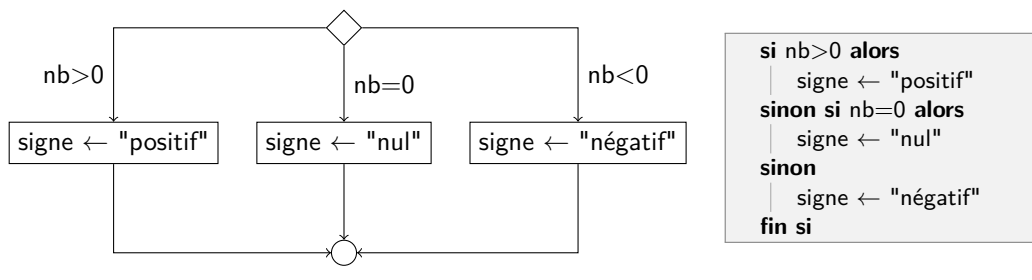 nb>0
nb=0
nb<0
signe ← "positif"
signe ← "nul"
signe ← "négatif"
si nb>0 alors
signe ← "positif"
sinon si nb=0 alors
signe ← "nul"
sinon
signe ← "négatif"
fin si